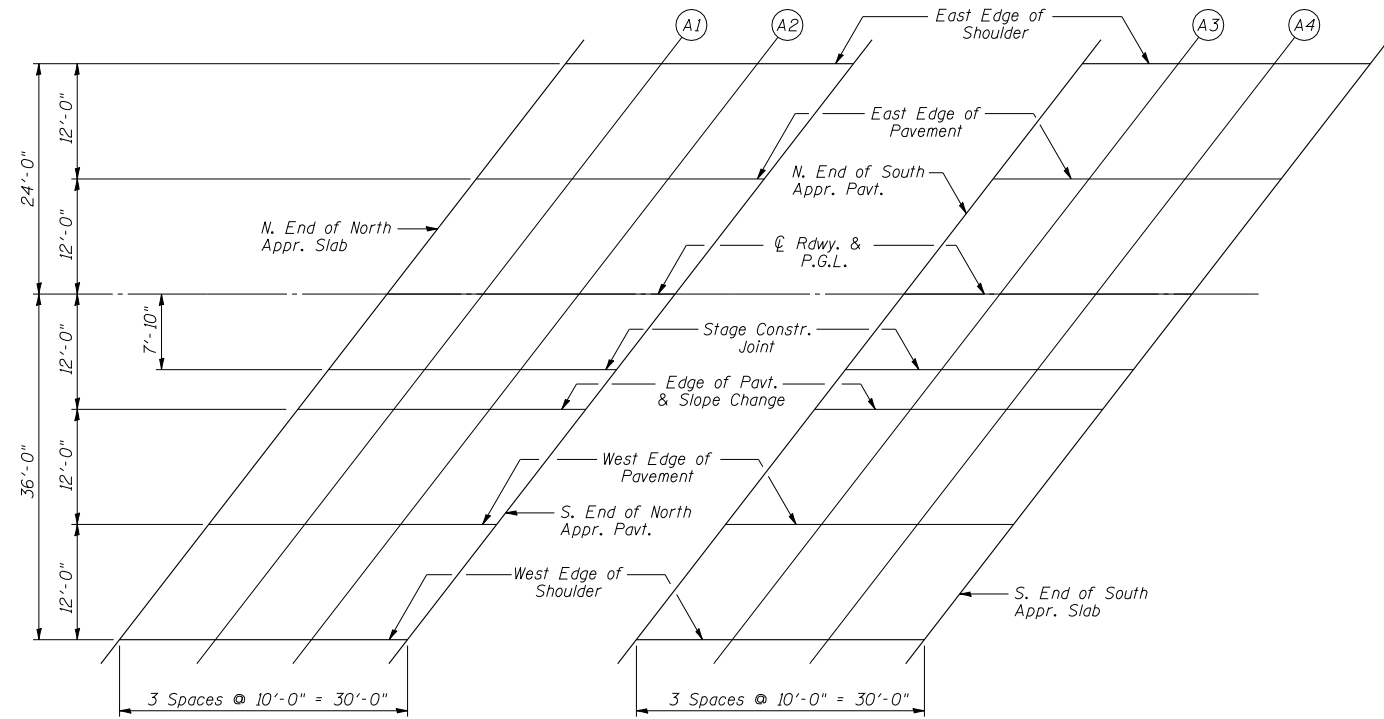 A1
A2
A3
A4
East Edge of
Shoulder
East Edge of
Pavement
N. End of South
Appr. Pavt.
N. End of North
Appr. Slab
℄ Rdwy. &
P.G.L.
Stage Constr.
Joint
Edge of Pavt.
& Slope Change
West Edge of
Pavement
S. End of North
Appr. Pavt.
West Edge of
Shoulder
S. End of South
Appr. Slab
24'-0"
12'-0"
12'-0"
36'-0"
12'-0"
7'-10"
12'-0"
12'-0"
3 Spaces @ 10'-0" = 30'-0"
3 Spaces @ 10'-0" = 30'-0"